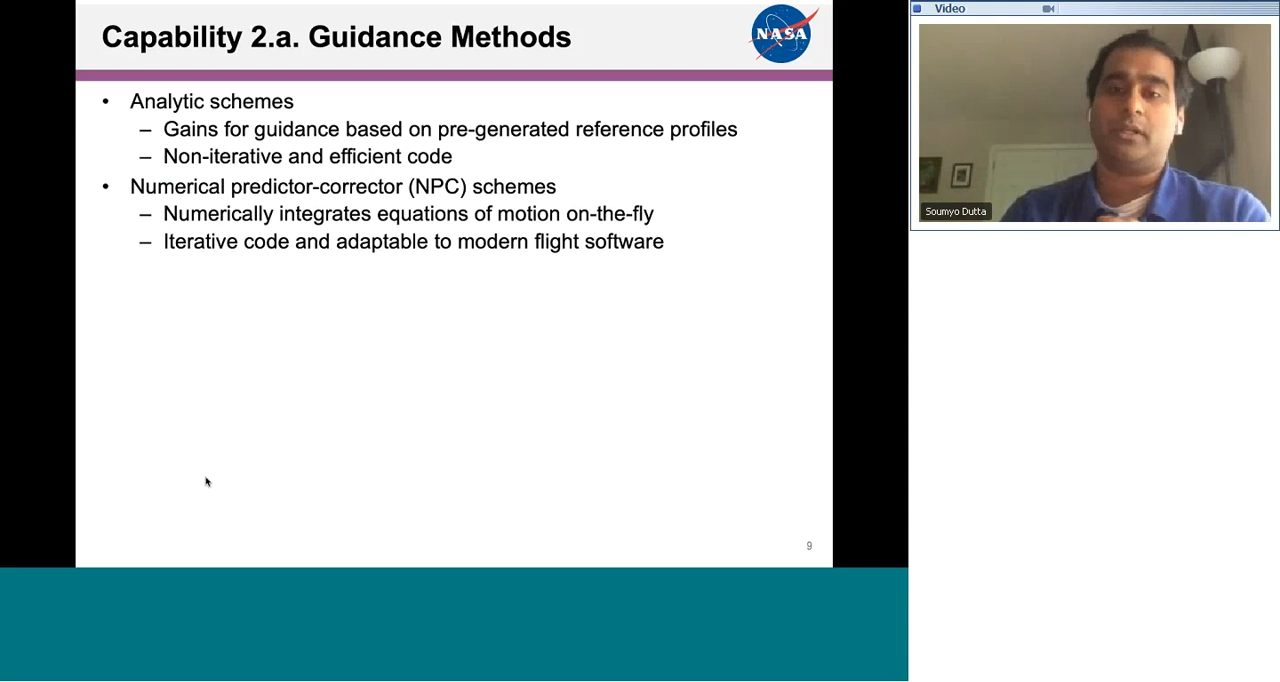 Capability 2.a. Guidance Methods
NASA
• Analytic schemes
– Gains for guidance based on pre-generated reference profiles
– Non-iterative and efficient code
• Numerical predictor-corrector (NPC) schemes
– Numerically integrates equations of motion on-the-fly
– Iterative code and adaptable to modern flight software
9
Video
Soumyo Dutta